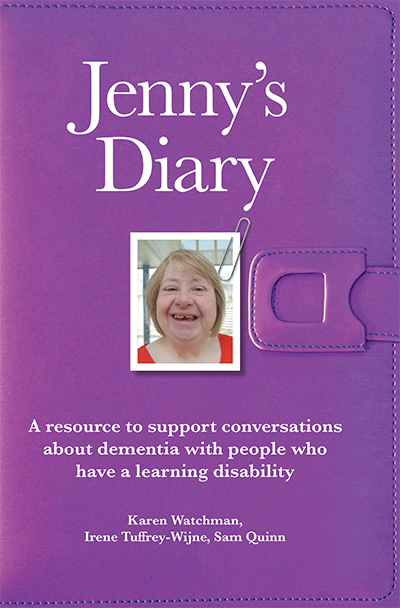 Jenny's
Diary
A resource to support conversations
about dementia with people who
have a learning disability
Karen Watchman,
Irene Tuffrey-Wijne, Sam Quinn